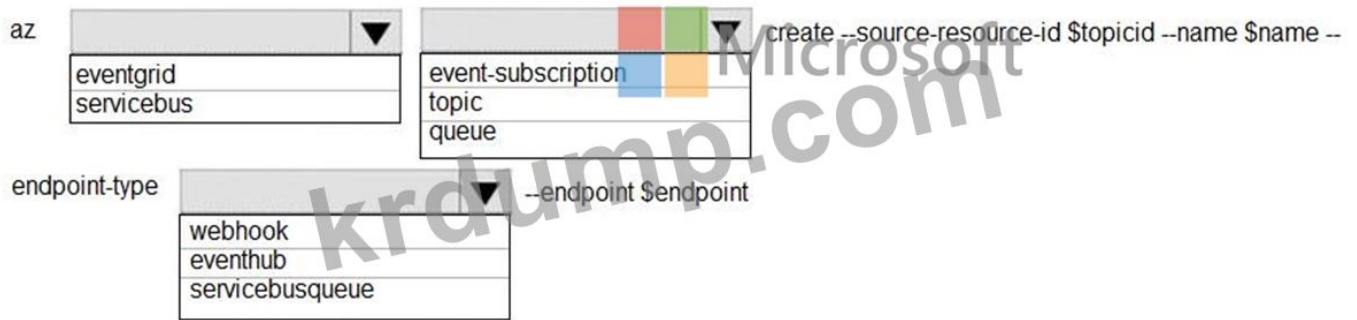 az create --source-resource-id $topicid --name $name --
eventgrid
servicebus
event-subscription
topic
queue
Microsoft
krdump.com
endpoint-type --endpoint $endpoint
webhook
eventhub
servicebusqueue